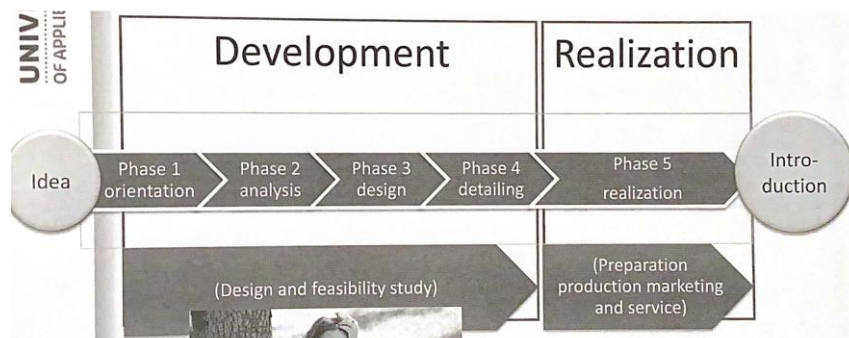 UNIV
OF APPLIE
Development
Realization
Idea
Phase 1
orientation
Phase 2
analysis
Phase 3
design
Phase 4
detailing
Phase 5
realization
Intro-
duction
(Design and feasibility study)
(Preparation
production marketing
and service)